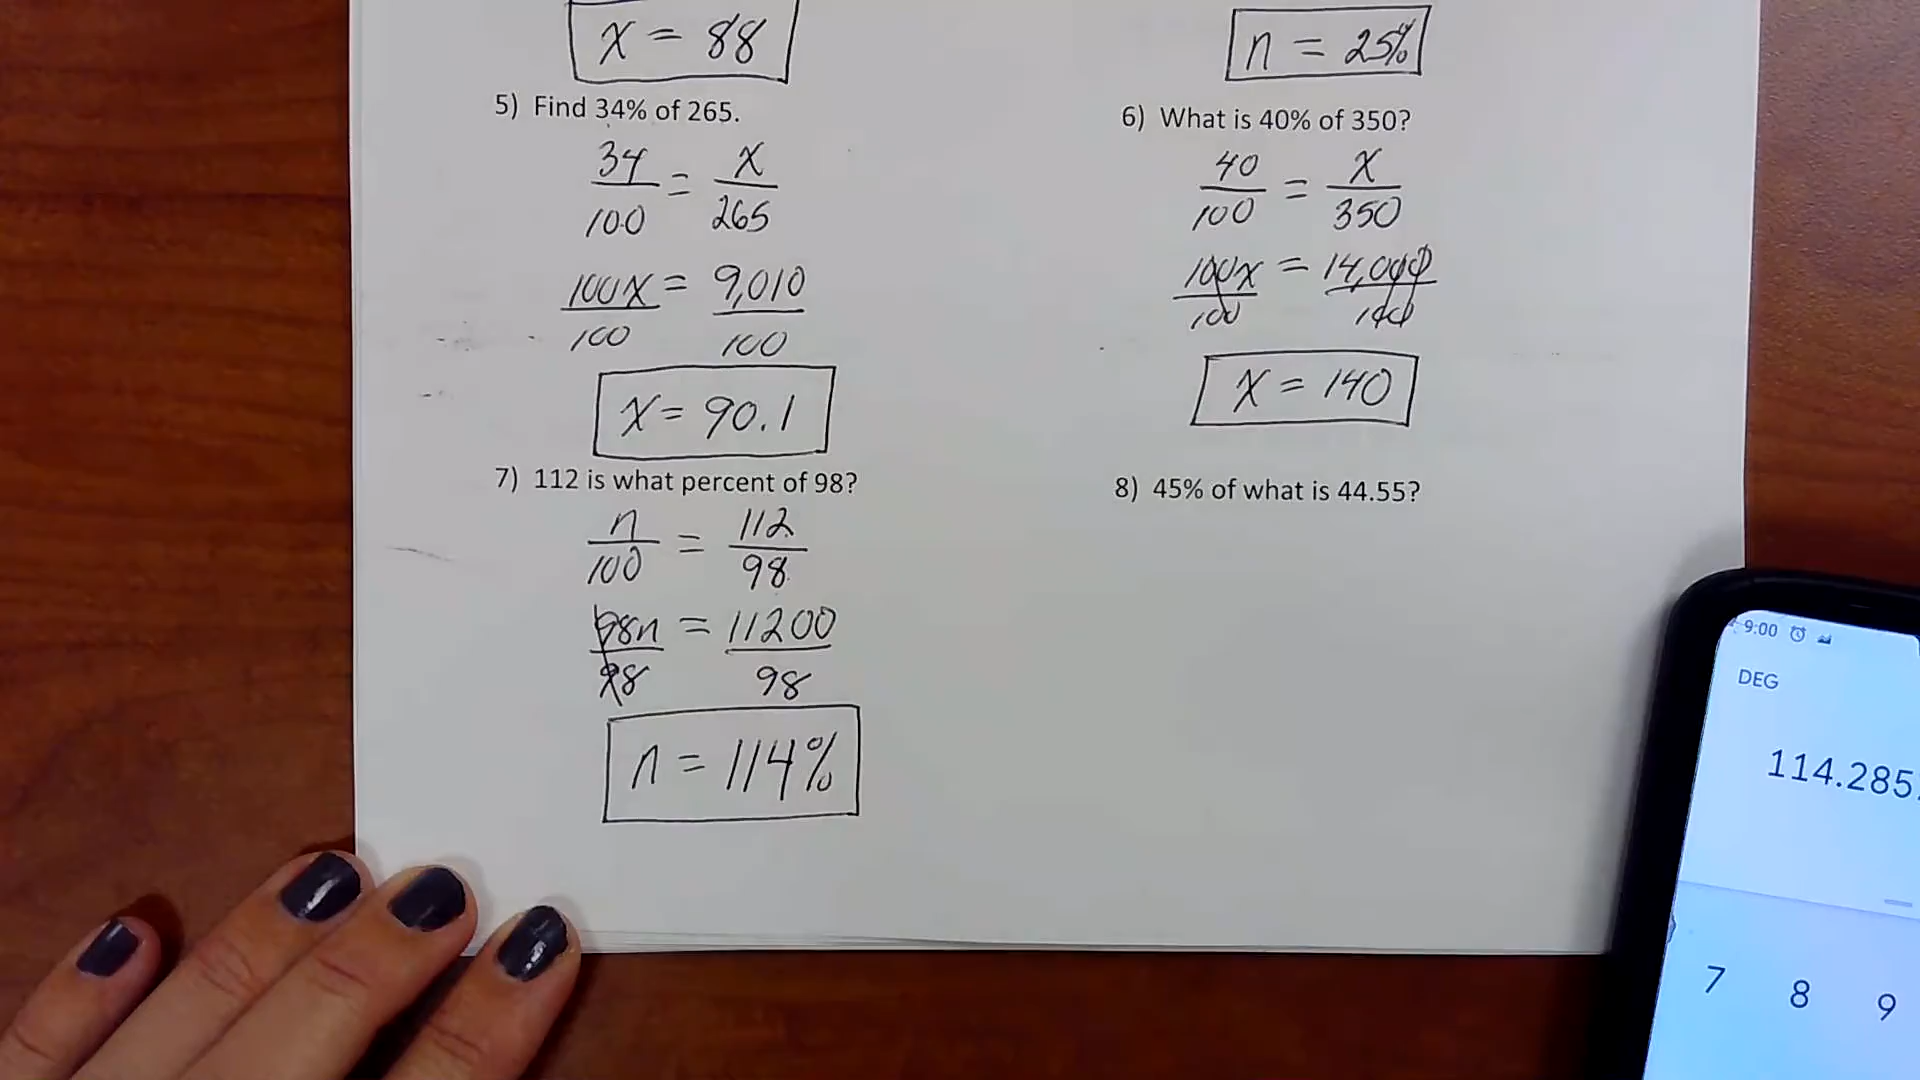 x = 88
n = 25%
5) Find 34% of 265.
34/100 = x/265
100x/100 = 9,010/100
x = 90.1
6) What is 40% of 350?
40/100 = x/350
100x/100 = 14,000/100
x = 140
7) 112 is what percent of 98?
n/100 = 112/98
98n/98 = 11200/98
n = 114%
8) 45% of what is 44.55?
9:00
DEG
114.285
7 8 9